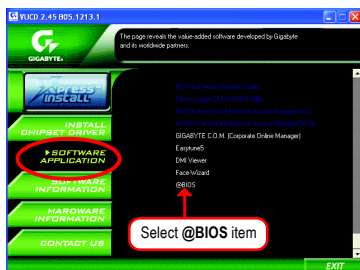 VUCD 2.45 B05.1213.1
The page reveals the value-added software developed by Gigabyte
and its worldwide partners.
GIGABYTE
Xpress
INSTALL
INSTALL
CHIPSET DRIVER
SOFTWARE
APPLICATION
SOFTWARE
INFORMATION
HARDWARE
INFORMATION
CONTACT US
GIGABYTE C.O.M. (Corporate Online Manager)
Easytune5
DMI Viewer
Face-Wizard
@BIOS
Select @BIOS item
EXIT